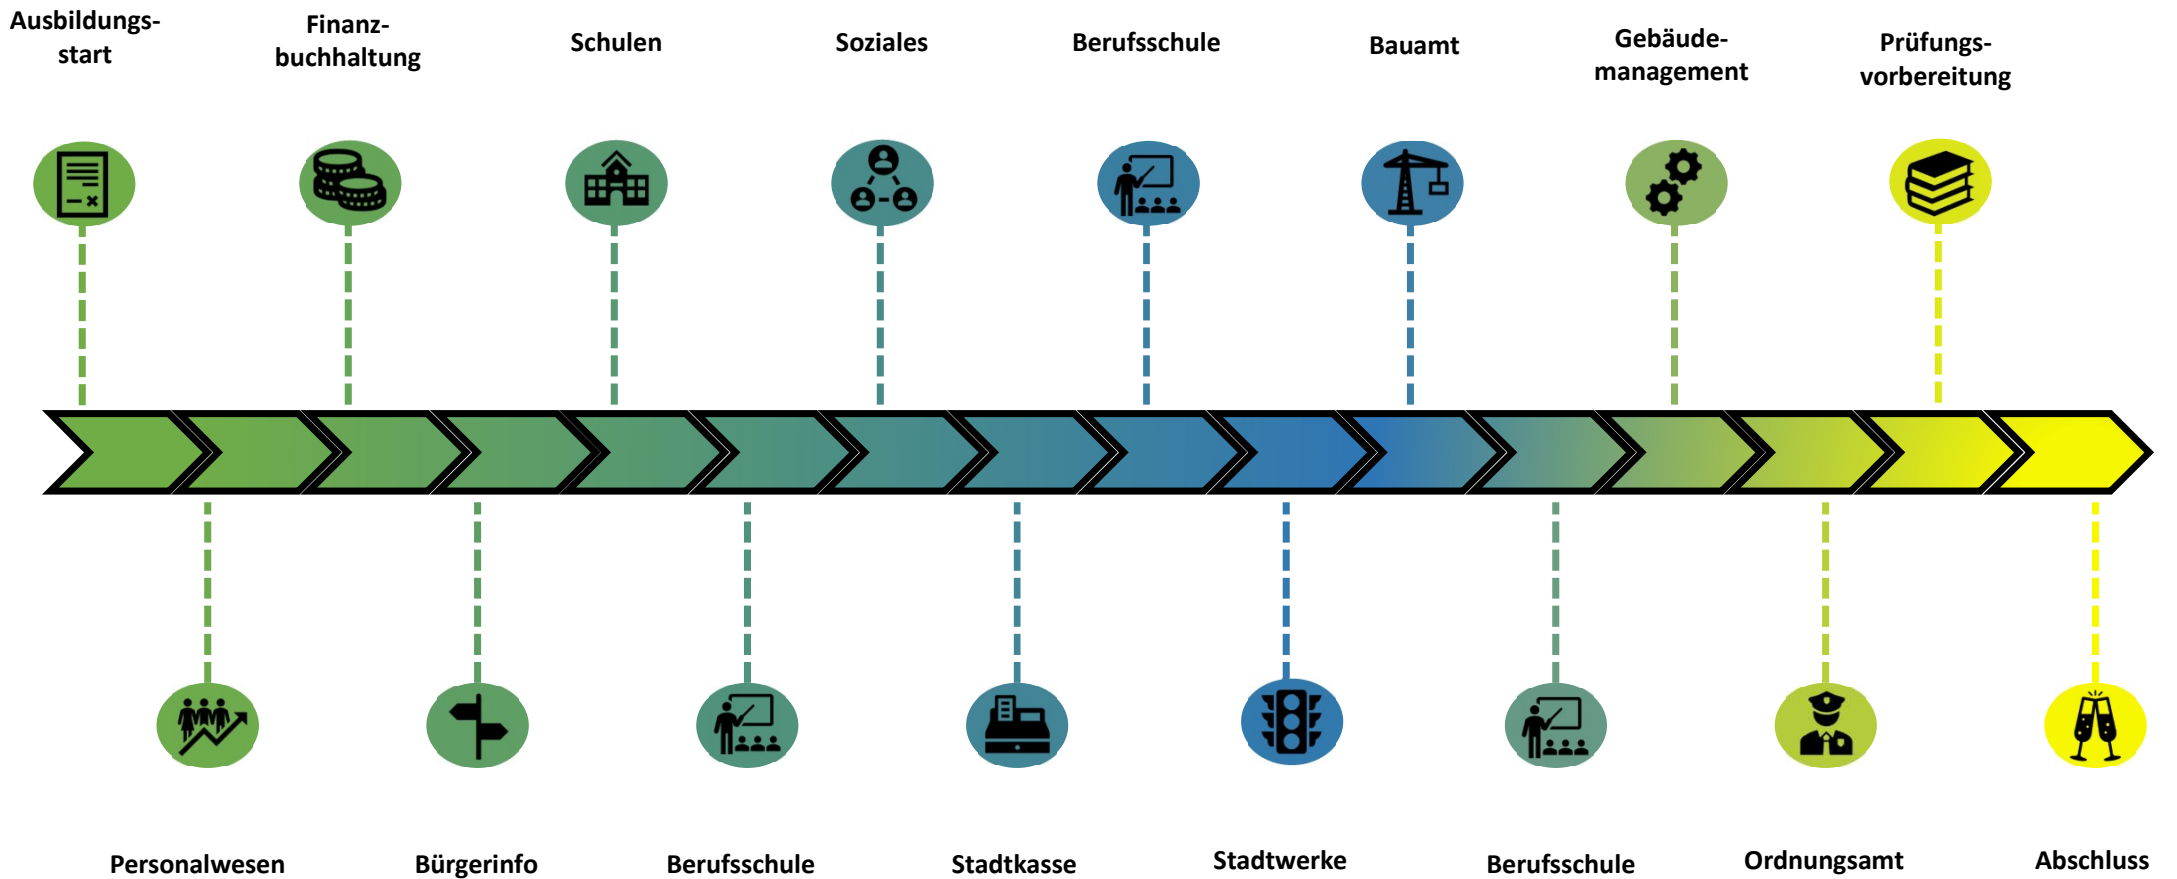 Ausbildungs-
start
Finanz-
buchhaltung
Schulen
Soziales
Berufsschule
Bauamt
Gebäude-
management
Prüfungs-
vorbereitung
Personalwesen
Bürgerinfo
Berufsschule
Stadtkasse
Stadtwerke
Berufsschule
Ordnungsamt
Abschluss